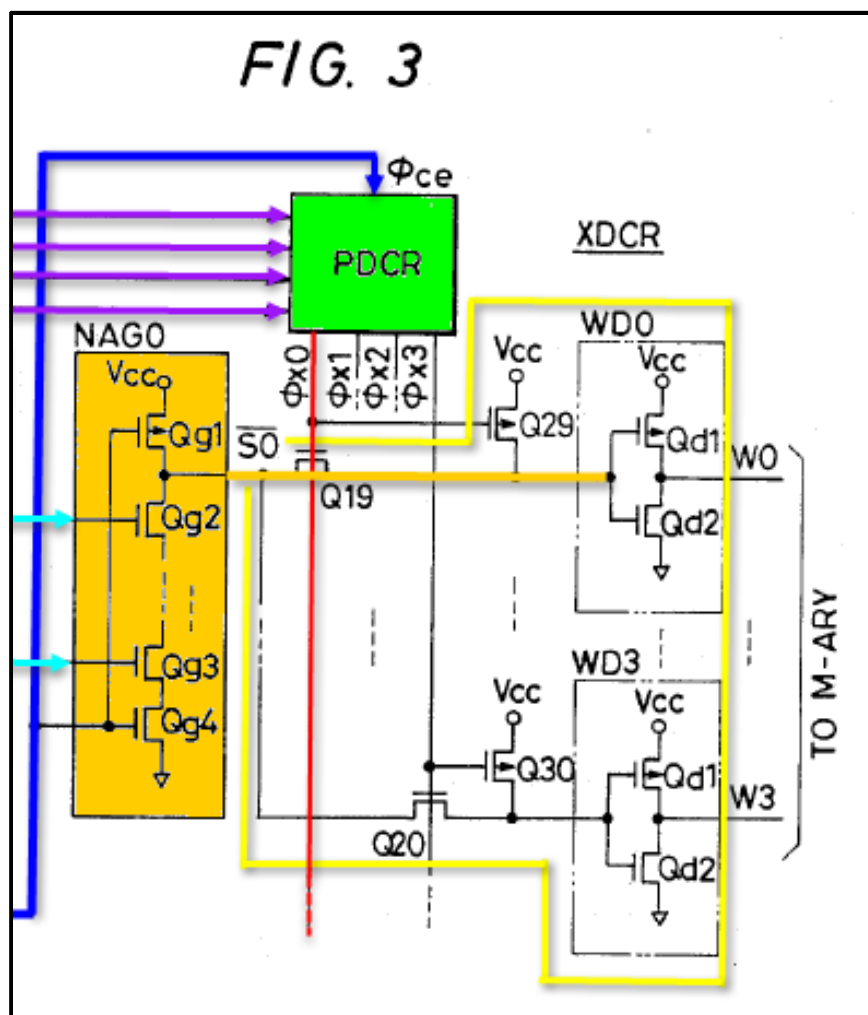 FIG. 3
ϕce
XDCR
PDCR
NAG0
WD0
Vcc
Vcc
Vcc
ϕx0
ϕx1
ϕx2
ϕx3
Qg1
S̅0̅
Q29
Qd1
W0
Q19
Qg2
Qd2
Qg3
WD3
Vcc
Vcc
Qg4
Q30
Qd1
W3
Q20
Qd2
TO M-ARY